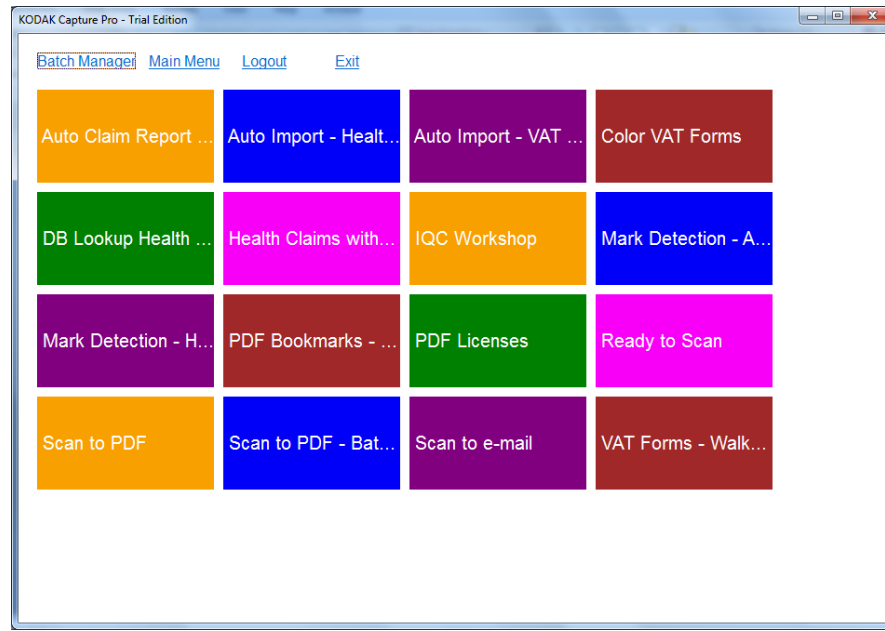 KODAK Capture Pro - Trial Edition
Batch Manager Main Menu Logout Exit
Auto Claim Report ... Auto Import - Healt... Auto Import - VAT ... Color VAT Forms
DB Lookup Health ... Health Claims with... IQC Workshop Mark Detection - A...
Mark Detection - H... PDF Bookmarks - ... PDF Licenses Ready to Scan
Scan to PDF Scan to PDF - Bat... Scan to e-mail VAT Forms - Walk...